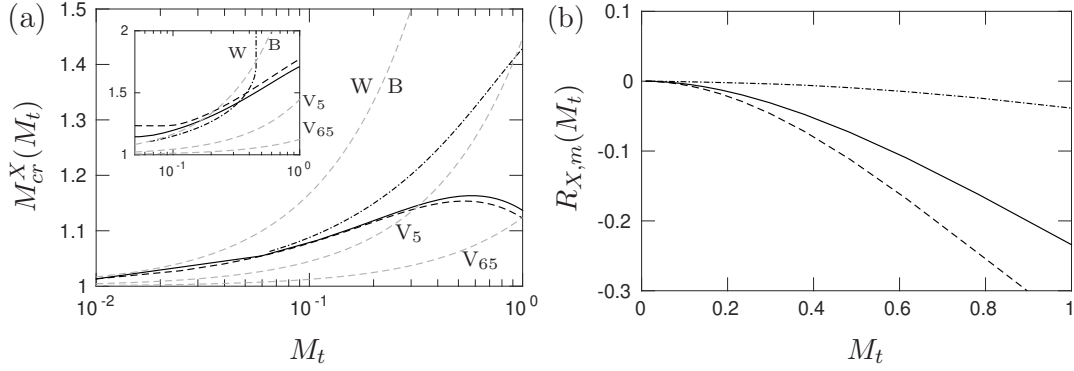 (a)
1.5
1.4
1.3
1.2
1.1
1
10^-2
10^-1
10^0
M_cr^X(M_t)
M_t
W B
V_5
V_65
2
1.5
1
10^-1
10^0
W
B
V_5
V_65
(b)
0.1
0
-0.1
-0.2
-0.3
0
0.2
0.4
0.6
0.8
1
R_X,m(M_t)
M_t